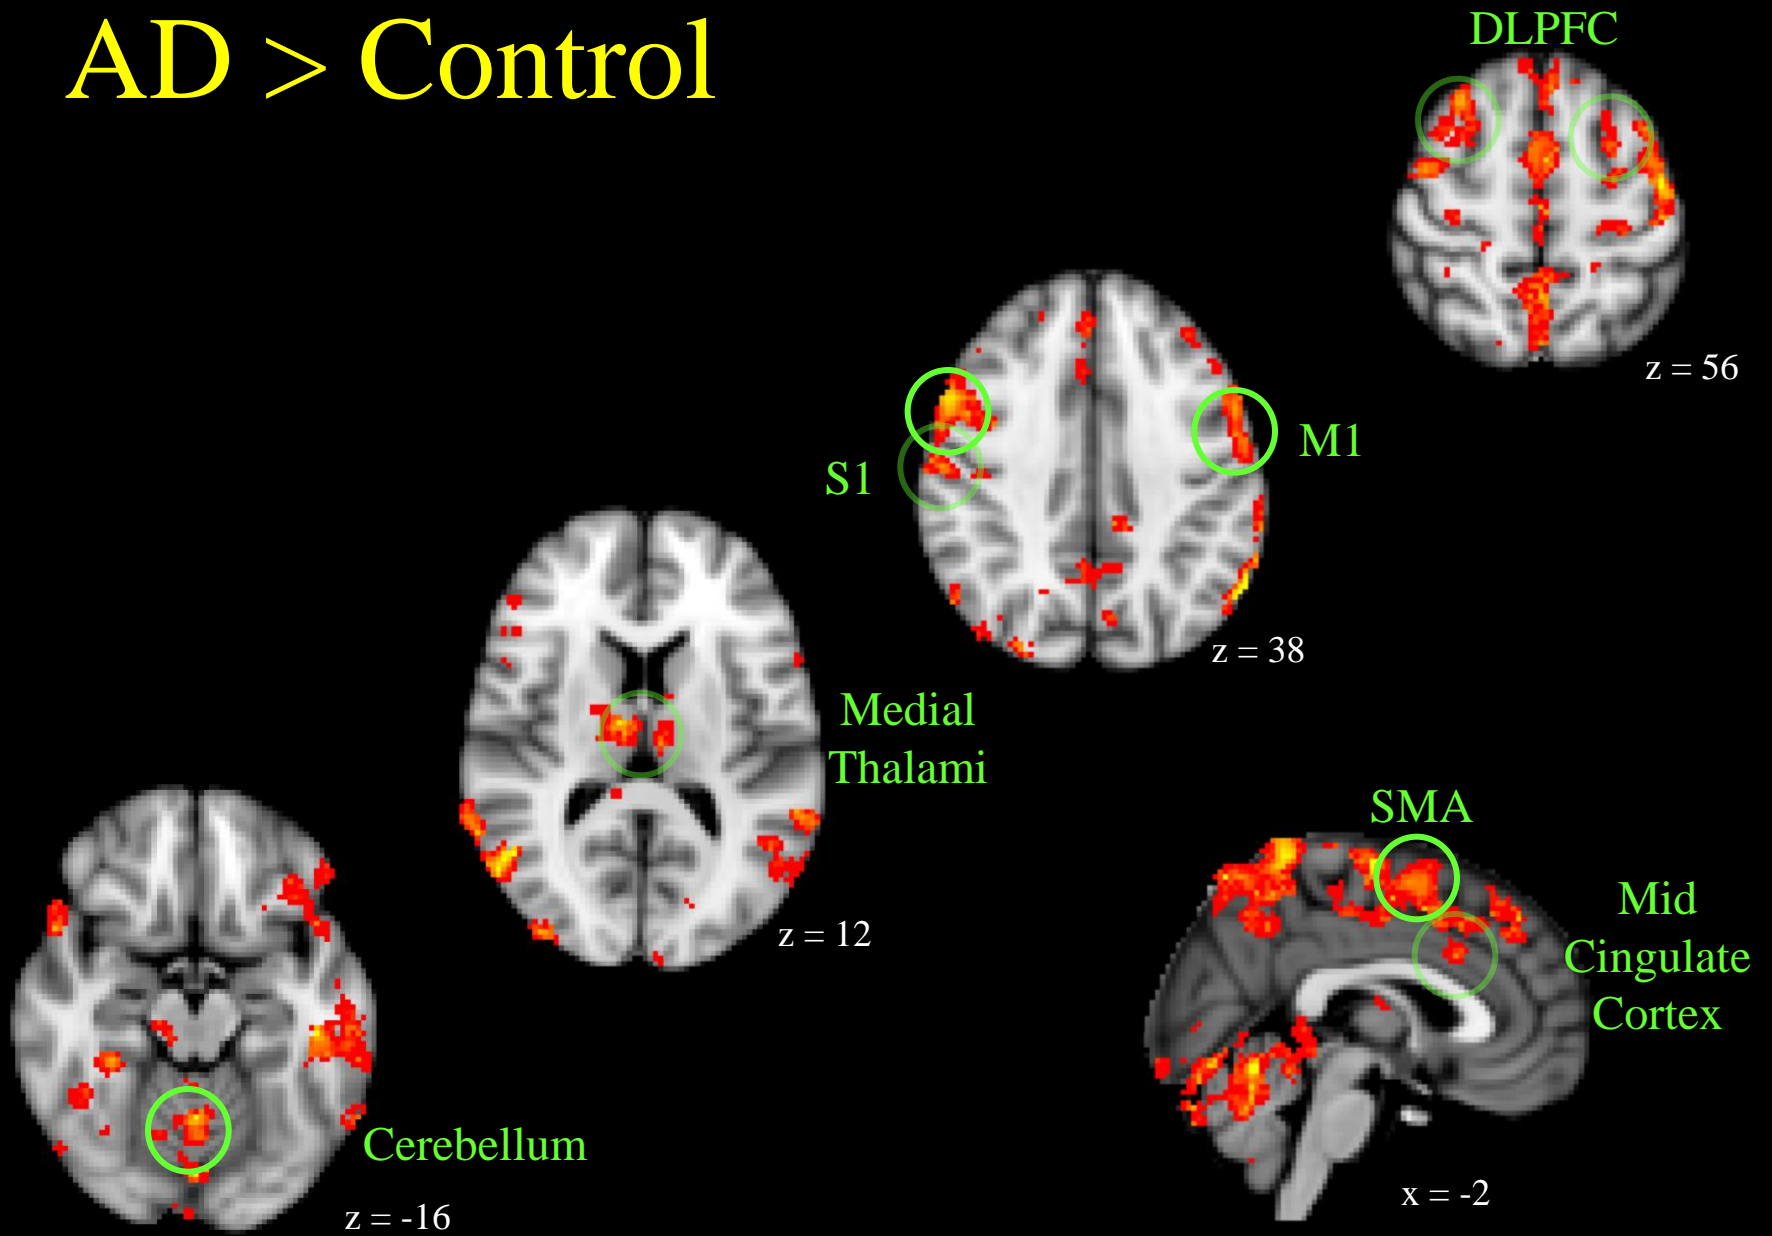 AD > Control
DLPFC
z = 56
M1
S1
z = 38
Medial
Thalami
z = 12
SMA
Mid
Cingulate
Cortex
x = -2
Cerebellum
z = -16